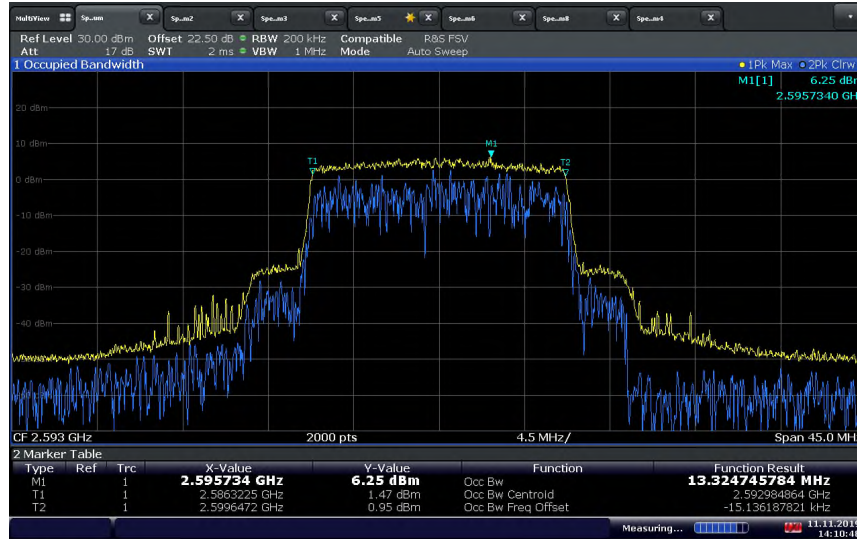 MultiView Sp...um X Sp...m2 X Spe...m3 X Spe...m5 X Spe...m6 X Spe...m8 X Spe...m4 X
Ref Level 30.00 dBm Offset 22.50 dB RBW 200 kHz Compatible R&S FSV
Att 17 dB SWT 2 ms VBW 1 MHz Mode Auto Sweep
1 Occupied Bandwidth 1Pk Max 2Pk Clrw
M1[1] 6.25 dBm
2.5957340 GH
20 dBm
10 dBm
M1
T1 T2
0 dBm
-10 dBm
-20 dBm
-30 dBm
-40 dBm
CF 2.593 GHz 2000 pts 4.5 MHz/ Span 45.0 MH
2 Marker Table
Type Ref Trc X-Value Y-Value Function Function Result
M1 1 2.595734 GHz 6.25 dBm Occ Bw 13.324745784 MHz
T1 1 2.5863225 GHz 1.47 dBm Occ Bw Centroid 2.592984864 GHz
T2 1 2.5996472 GHz 0.95 dBm Occ Bw Freq Offset -15.136187821 kHz
Measuring... 11.11.2019
14:10:48